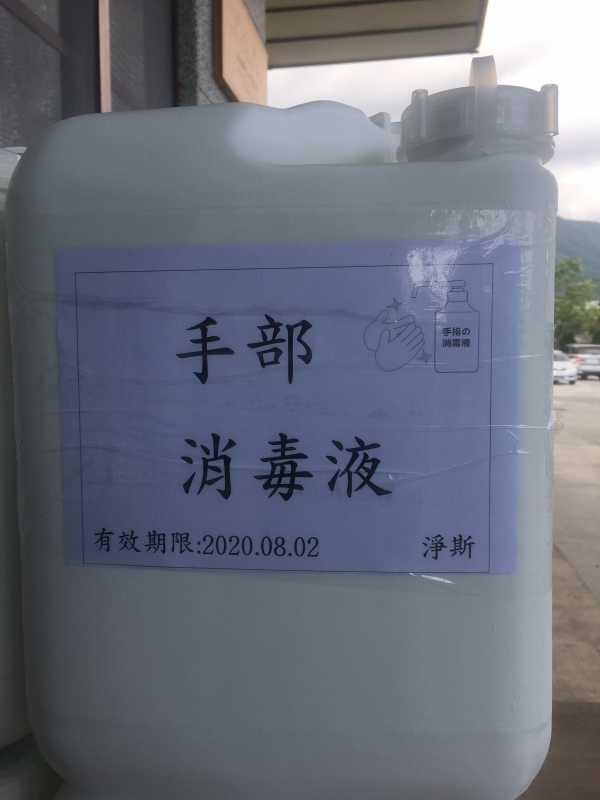 手部
手指の
消毒液
消毒液
有效期限:2020.08.02
淨斯